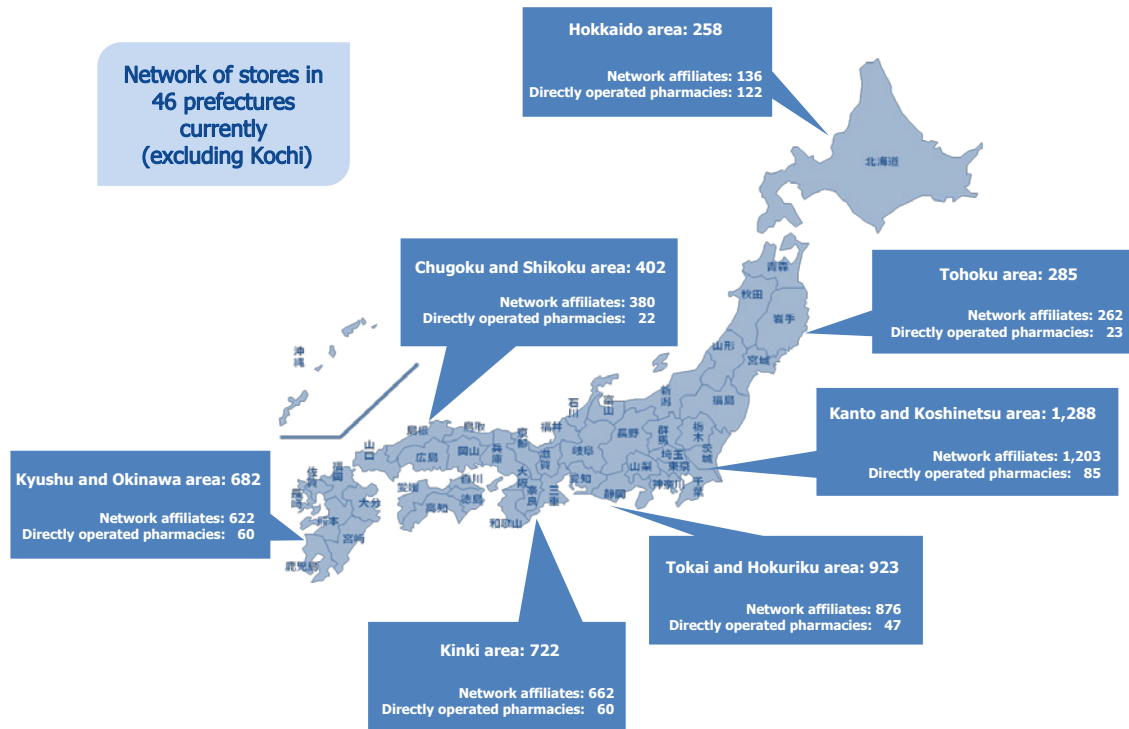 Network of stores in
46 prefectures
currently
(excluding Kochi)
Hokkaido area: 258
Network affiliates: 136
Directly operated pharmacies: 122
北海道
Chugoku and Shikoku area: 402
Network affiliates: 380
Directly operated pharmacies: 22
Tohoku area: 285
Network affiliates: 262
Directly operated pharmacies: 23
Kanto and Koshinetsu area: 1,288
Network affiliates: 1,203
Directly operated pharmacies: 85
Kyushu and Okinawa area: 682
Network affiliates: 622
Directly operated pharmacies: 60
Tokai and Hokuriku area: 923
Network affiliates: 876
Directly operated pharmacies: 47
Kinki area: 722
Network affiliates: 662
Directly operated pharmacies: 60
青森
秋田
岩手
山形
宮城
福島
新潟
富山
石川
福井
長野
群馬
栃木
茨城
埼玉
東京
千葉
神奈川
山梨
静岡
愛知
岐阜
三重
滋賀
京都
奈良
大阪
和歌山
兵庫
鳥取
岡山
島根
広島
山口
愛媛
徳島
高知
福岡
佐賀
長崎
大分
宮崎
鹿児島
沖縄